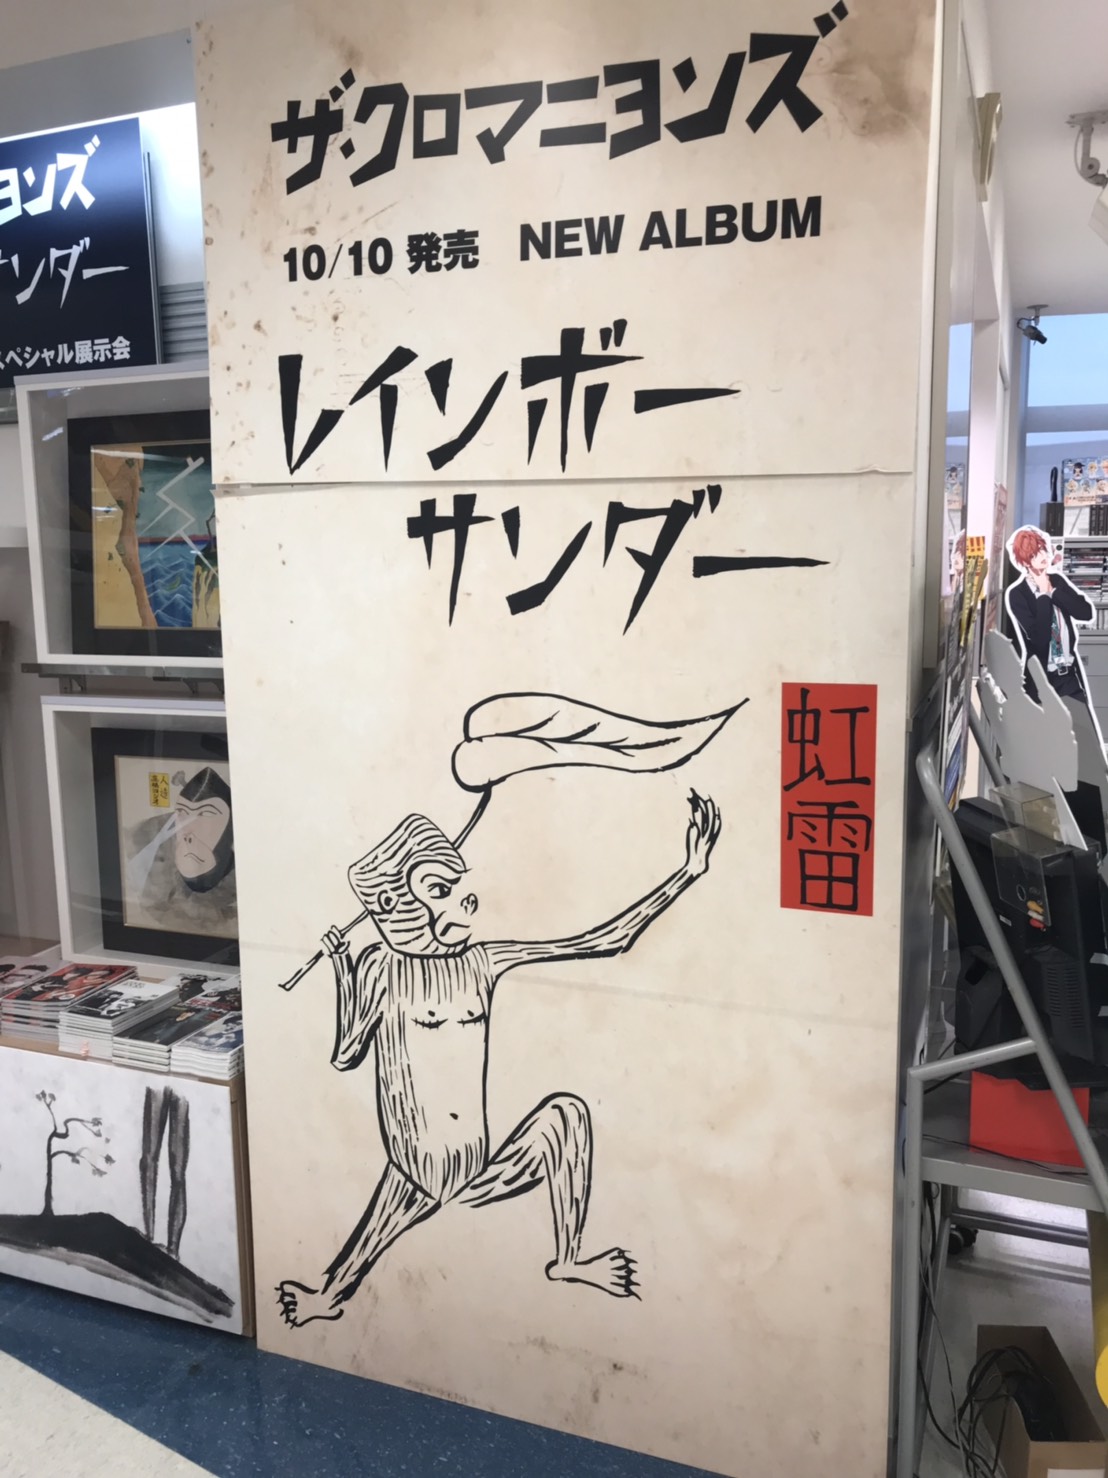 ザ・クロマニヨンズ
10/10 発売 NEW ALBUM
レインボー
サンダー
虹
雷
ヨンズ
サンダー
スペシャル展示会
人造